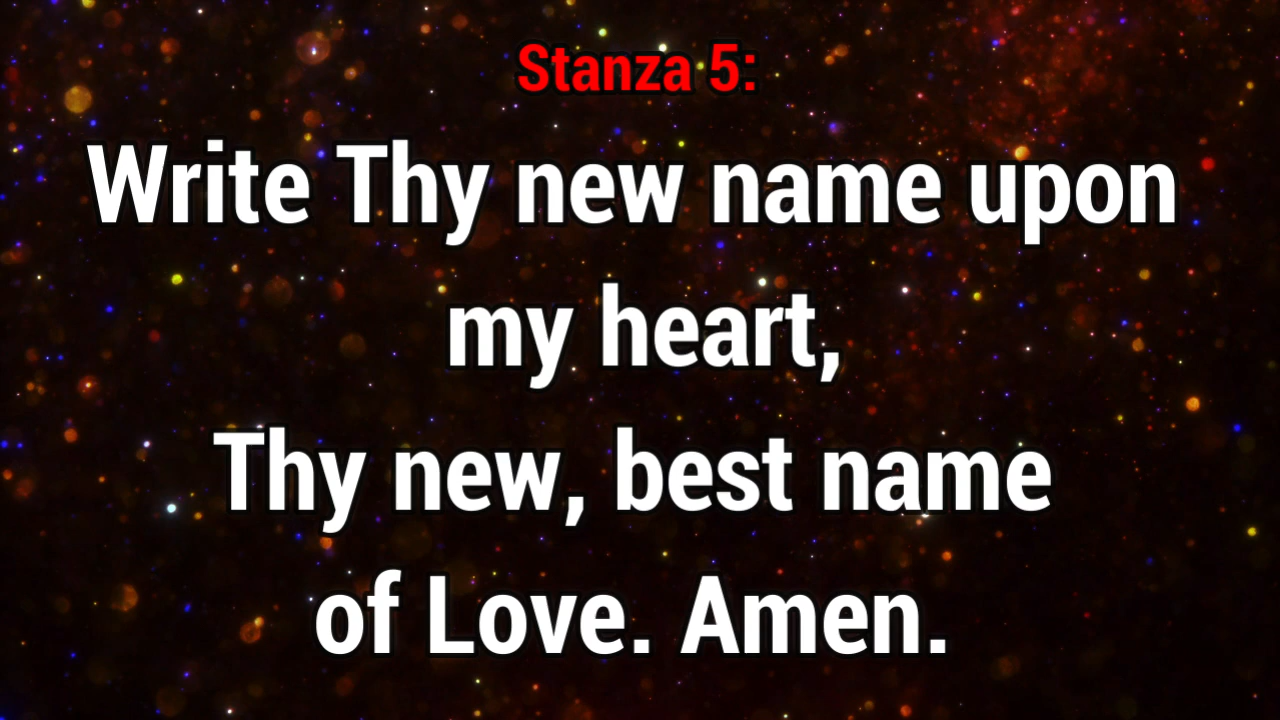 Stanza 5:
Write Thy new name upon
my heart,
Thy new, best name
of Love. Amen.